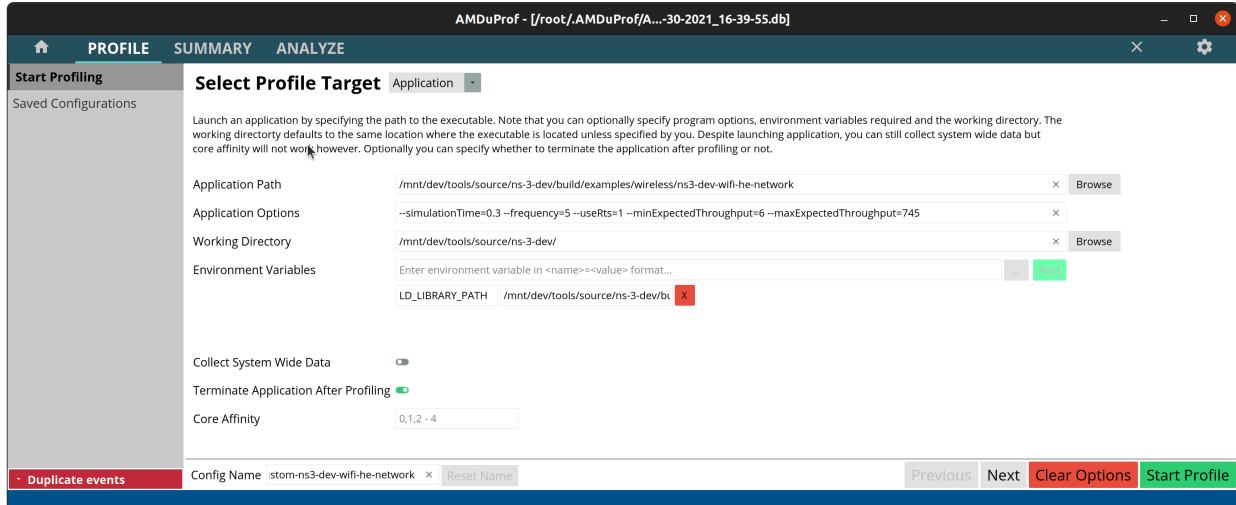 AMDuProf - [/root/.AMDuProf/A...-30-2021_16-39-55.db]
PROFILE SUMMARY ANALYZE
Start Profiling
Saved Configurations
Select Profile Target Application
Launch an application by specifying the path to the executable. Note that you can optionally specify program options, environment variables required and the working directory. The
working directorty defaults to the same location where the executable is located unless specified by you. Despite launching application, you can still collect system wide data but
core affinity will not work however. Optionally you can specify whether to terminate the application after profiling or not.
Application Path /mnt/dev/tools/source/ns-3-dev/build/examples/wireless/ns3-dev-wifi-he-network × Browse
Application Options --simulationTime=0.3 --frequency=5 --useRts=1 --minExpectedThroughput=6 --maxExpectedThroughput=745 ×
Working Directory /mnt/dev/tools/source/ns-3-dev/ × Browse
Environment Variables Enter environment variable in <name>=<value> format... ... Add
LD_LIBRARY_PATH /mnt/dev/tools/source/ns-3-dev/bu X
Collect System Wide Data
Terminate Application After Profiling
Core Affinity 0,1,2 - 4
Duplicate events
Config Name stom-ns3-dev-wifi-he-network × Reset Name Previous Next Clear Options Start Profile